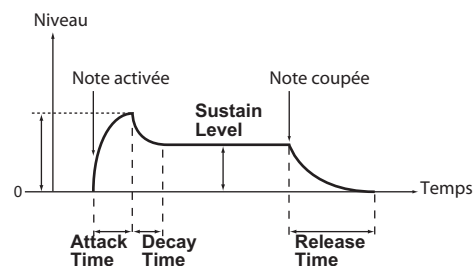 Niveau
Note activée
Note coupée
Sustain
Level
0
Temps
Attack
Time
Decay
Time
Release
Time